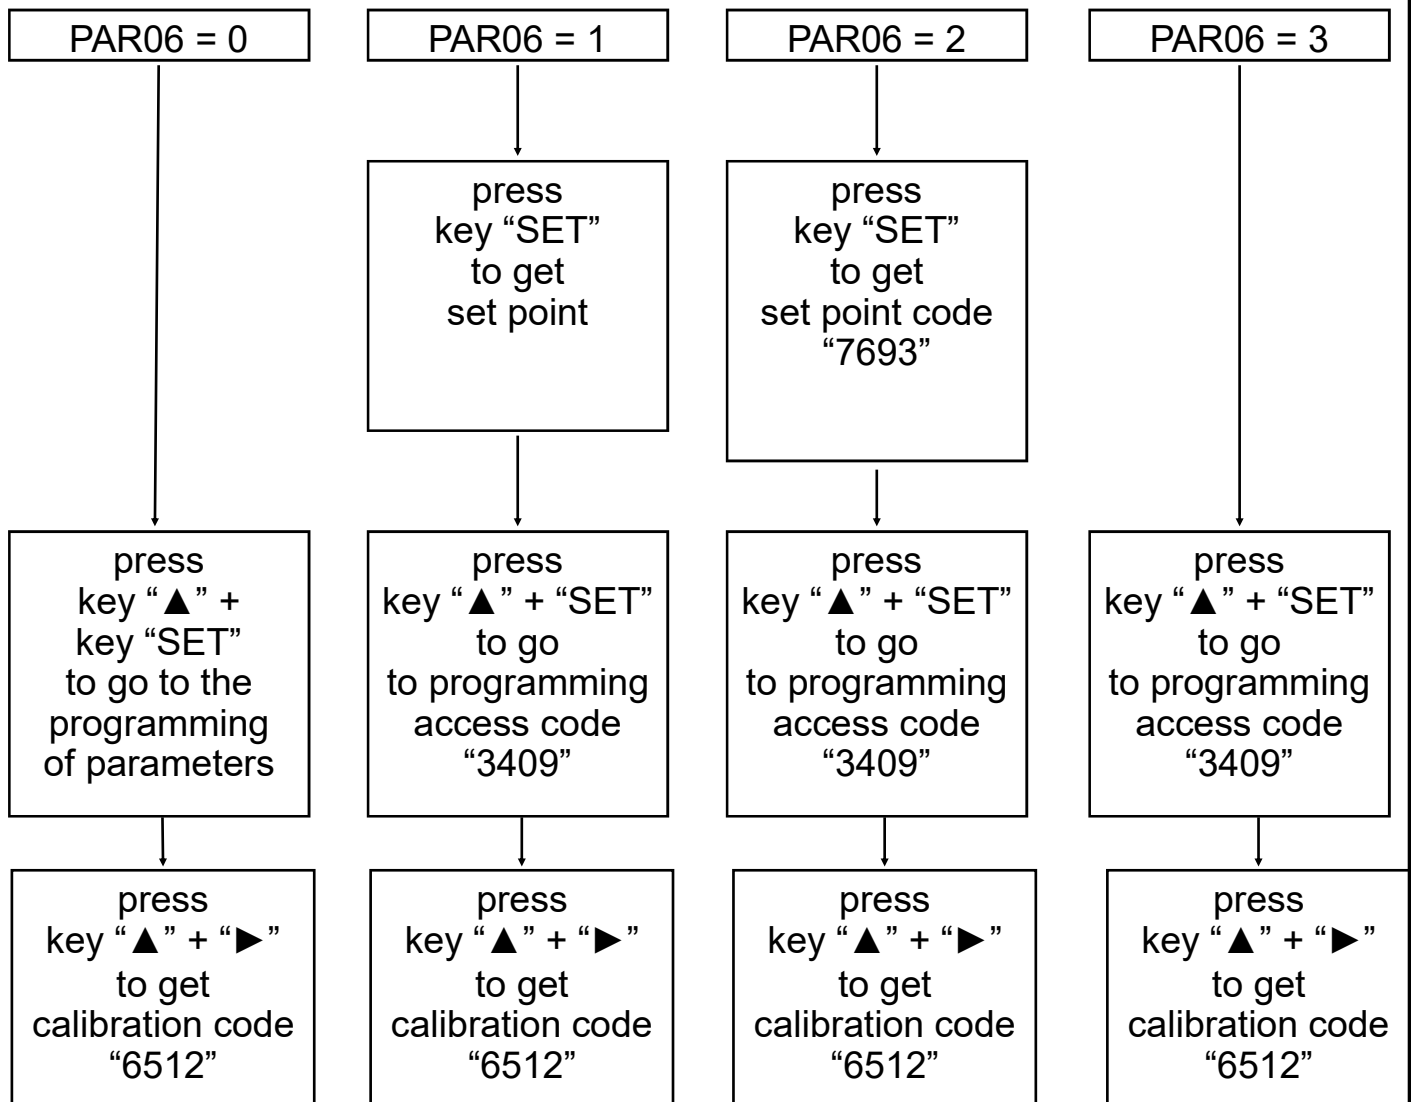 PAR06 = 0
PAR06 = 1
PAR06 = 2
PAR06 = 3
press
key “SET”
to get
set point
press
key “SET”
to get
set point code
“7693”
press
key “▲” +
key “SET”
to go to the
programming
of parameters
press
key “▲” + “SET”
to go
to programming
access code
“3409”
press
key “▲” + “SET”
to go
to programming
access code
“3409”
press
key “▲” + “SET”
to go
to programming
access code
“3409”
press
key “▲” + “►”
to get
calibration code
“6512”
press
key “▲” + “►”
to get
calibration code
“6512”
press
key “▲” + “►”
to get
calibration code
“6512”
press
key “▲” + “►”
to get
calibration code
“6512”